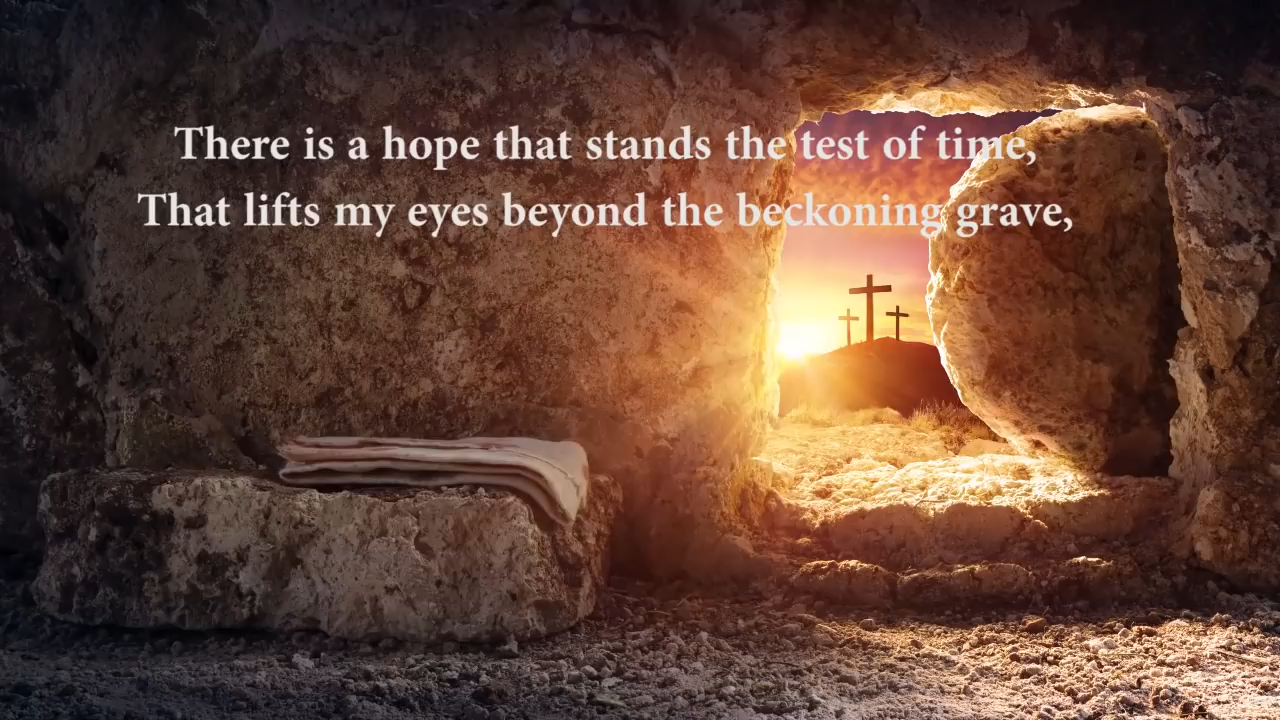 There is a hope that stands the test of time,
That lifts my eyes beyond the beckoning grave,